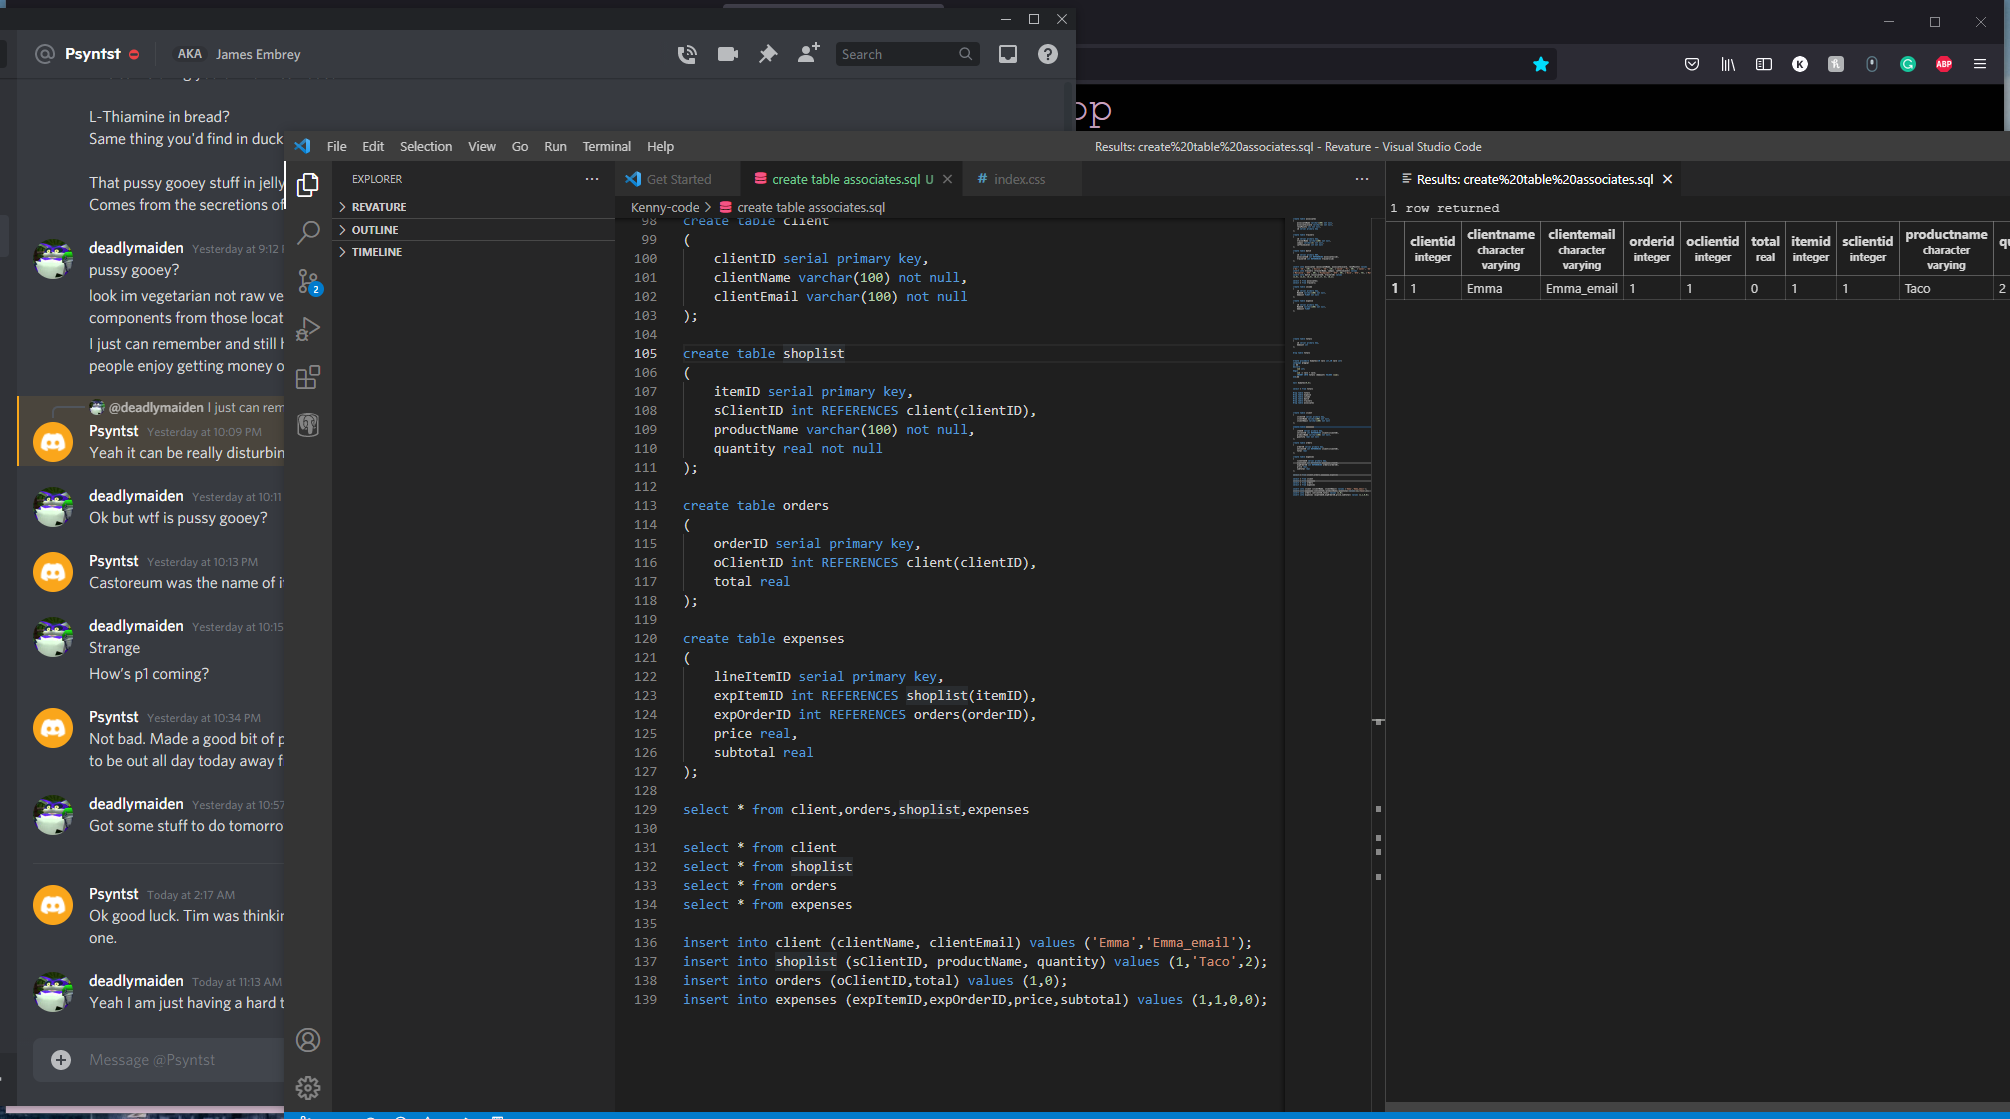 Psyntst AKA James Embrey
Search
L-Thiamine in bread?
Same thing you'd find in duck
That pussy gooey stuff in jelly
Comes from the secretions of
deadlymaiden Yesterday at 9:12
pussy gooey?
look im vegetarian not raw ve
components from those locat
I just can remember and still
people enjoy getting money o
@deadlymaiden I just can rem
Psyntst Yesterday at 10:09 PM
Yeah it can be really disturbin
deadlymaiden Yesterday at 10:11
Ok but wtf is pussy gooey?
Psyntst Yesterday at 10:13 PM
Castoreum was the name of
deadlymaiden Yesterday at 10:15
Strange
How's p1 coming?
Psyntst Yesterday at 10:34 PM
Not bad. Made a good bit of p
to be out all day today away f
deadlymaiden Yesterday at 10:57
Got some stuff to do tomorro
Psyntst Today at 2:17 AM
Ok good luck. Tim was thinkin
one.
deadlymaiden Today at 11:13 AM
Yeah I am just having a hard t
Message @Psyntst
K
ABP
op
File Edit Selection View Go Run Terminal Help
Results: create%20table%20associates.sql - Revature - Visual Studio Code
EXPLORER
REVATURE
OUTLINE
TIMELINE
2
Get Started
create table associates.sql U
# index.css
Kenny-code > create table associates.sql
98 create table client
99 (
100 clientID serial primary key,
101 clientName varchar(100) not null,
102 clientEmail varchar(100) not null
103 );
104
105 create table shoplist
106 (
107 itemID serial primary key,
108 sClientID int REFERENCES client(clientID),
109 productName varchar(100) not null,
110 quantity real not null
111 );
112
113 create table orders
114 (
115 orderID serial primary key,
116 oClientID int REFERENCES client(clientID),
117 total real
118 );
119
120 create table expenses
121 (
122 lineItemID serial primary key,
123 expItemID int REFERENCES shoplist(itemID),
124 expOrderID int REFERENCES orders(orderID),
125 price real,
126 subtotal real
127 );
128
129 select * from client,orders,shoplist,expenses
130
131 select * from client
132 select * from shoplist
133 select * from orders
134 select * from expenses
135
136 insert into client (clientName, clientEmail) values ('Emma','Emma_email');
137 insert into shoplist (sClientID, productName, quantity) values (1,'Taco',2);
138 insert into orders (oClientID,total) values (1,0);
139 insert into expenses (expItemID,expOrderID,price,subtotal) values (1,1,0,0);
Results: create%20table%20associates.sql
1 row returned
clientid integer clientname character varying clientemail character varying orderid integer oclientid integer total real itemid integer sclientid integer productname character varying qu
1 1 Emma Emma_email 1 1 0 1 1 Taco 2